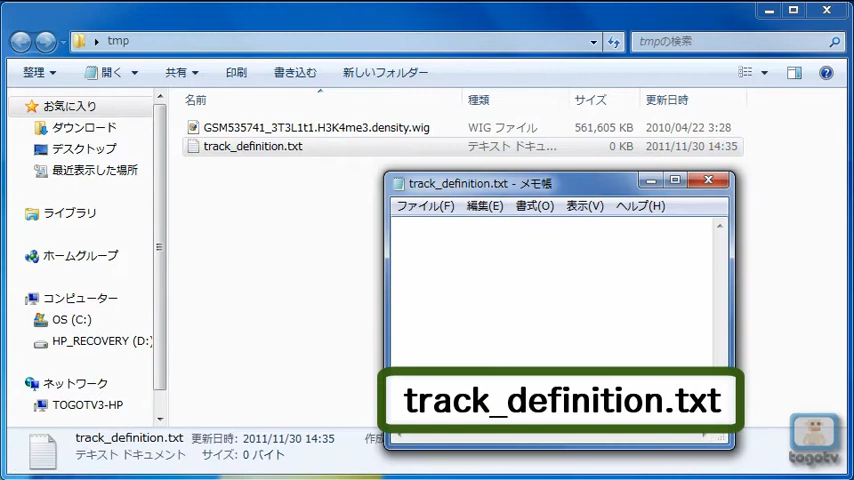 tmp
tmpの検索
整理 開く 共有 印刷 書き込む 新しいフォルダー
お気に入り
ダウンロード
デスクトップ
最近表示した場所
ライブラリ
ホームグループ
コンピューター
OS (C:)
HP_RECOVERY (D:)
ネットワーク
TOGOTV3-HP
名前 種類 サイズ 更新日時
GSM535741_3T3L1t1.H3K4me3.density.wig WIG ファイル 561,605 KB 2010/04/22 3:28
track_definition.txt テキスト ドキュ... 0 KB 2011/11/30 14:35
track_definition.txt - メモ帳
ファイル(F) 編集(E) 書式(O) 表示(V) ヘルプ(H)
track_definition.txt
track_definition.txt 更新日時: 2011/11/30 14:35 作成
テキスト ドキュメント サイズ: 0 バイト
togotv